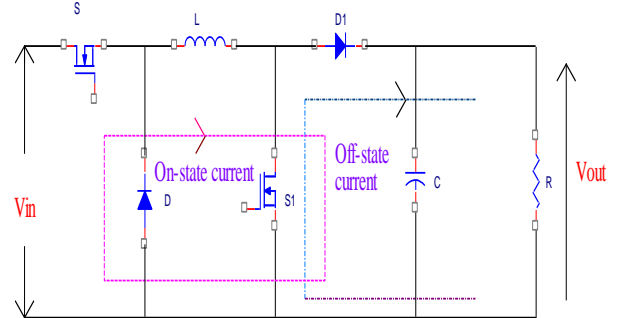 S
L
D1
On-state current
Off-state
current
D
S1
C
R
Vin
Vout